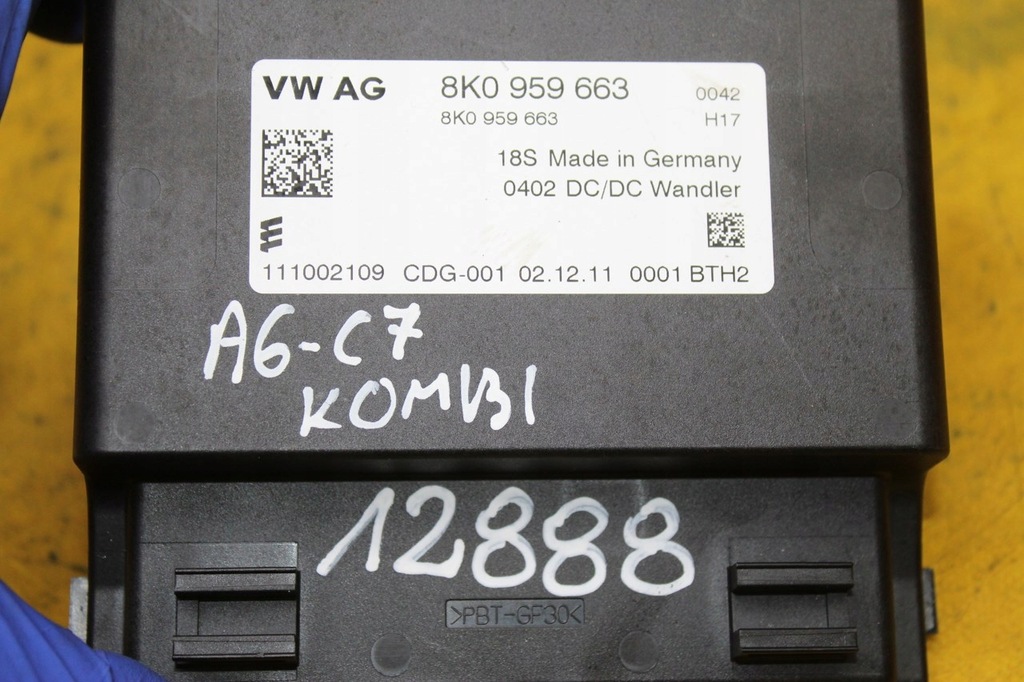 VW AG 8K0 959 663 0042
8K0 959 663 H17
18S Made in Germany
0402 DC/DC Wandler
111002109 CDG-001 02.12.11 0001 BTH2
A6-C7
KOMBI
12888
>PBT-GF30<